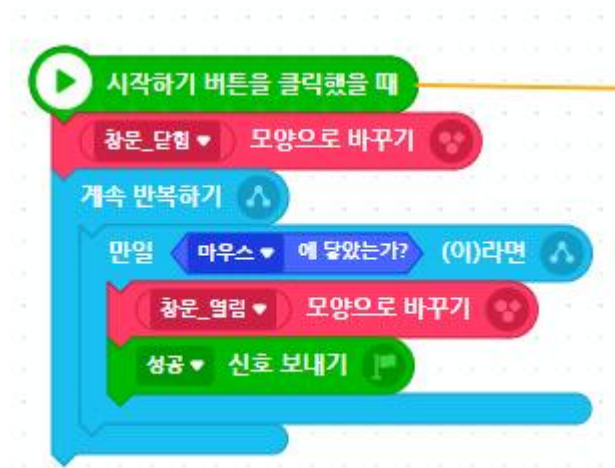 시작하기 버튼을 클릭했을 때
창문_닫힘 모양으로 바꾸기
계속 반복하기
만일 마우스 에 닿았는가? (이)라면
창문_열림 모양으로 바꾸기
성공 신호 보내기